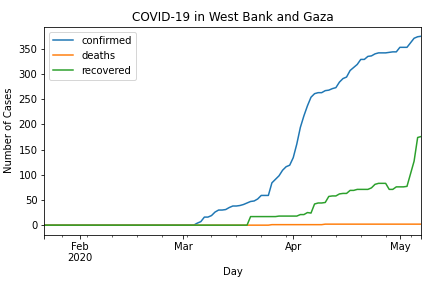 COVID-19 in West Bank and Gaza
confirmed
deaths
recovered
350
300
250
200
150
100
50
0
Number of Cases
Feb
2020
Mar
Apr
May
Day